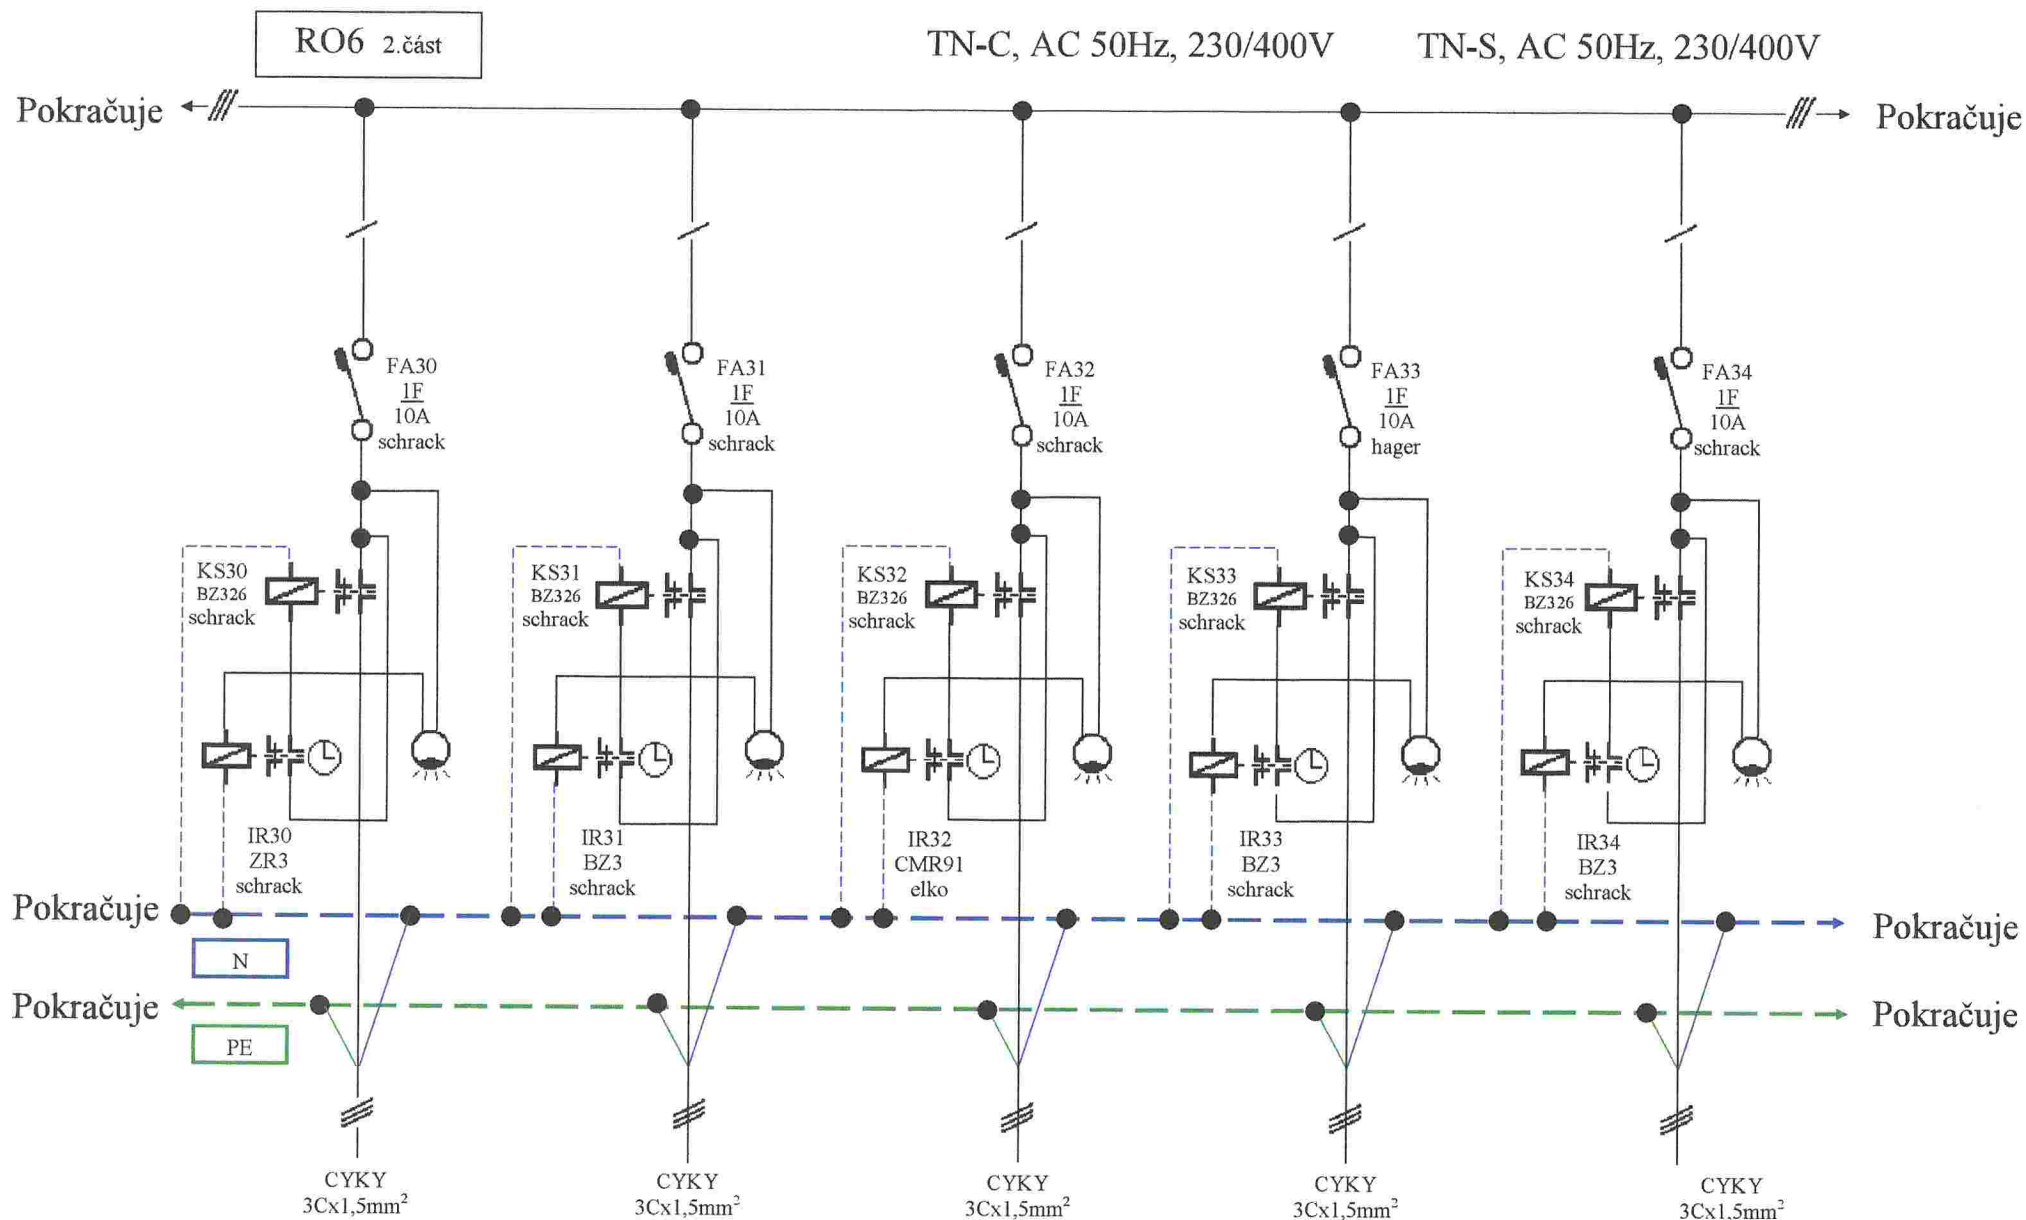 RO6 2.část
TN-C, AC 50Hz, 230/400V
TN-S, AC 50Hz, 230/400V
Pokračuje
Pokračuje
FA30
1F
10A
schrack
FA31
1F
10A
schrack
FA32
1F
10A
schrack
FA33
1F
10A
hager
FA34
1F
10A
schrack
KS30
BZ326
schrack
KS31
BZ326
schrack
KS32
BZ326
schrack
KS33
BZ326
schrack
KS34
BZ326
schrack
IR30
ZR3
schrack
IR31
BZ3
schrack
IR32
CMR91
elko
IR33
BZ3
schrack
IR34
BZ3
schrack
Pokračuje
Pokračuje
N
Pokračuje
Pokračuje
PE
CYKY
3Cx1,5mm²
CYKY
3Cx1,5mm²
CYKY
3Cx1,5mm²
CYKY
3Cx1,5mm²
CYKY
3Cx1,5mm²